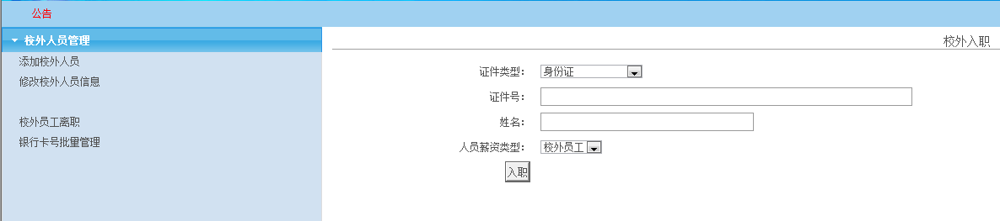 公告
校外人员管理
添加校外人员
修改校外人员信息
校外员工离职
银行卡号批量管理
校外入职
证件类型： 身份证
证件号：
姓名：
人员薪资类型： 校外员工
入职